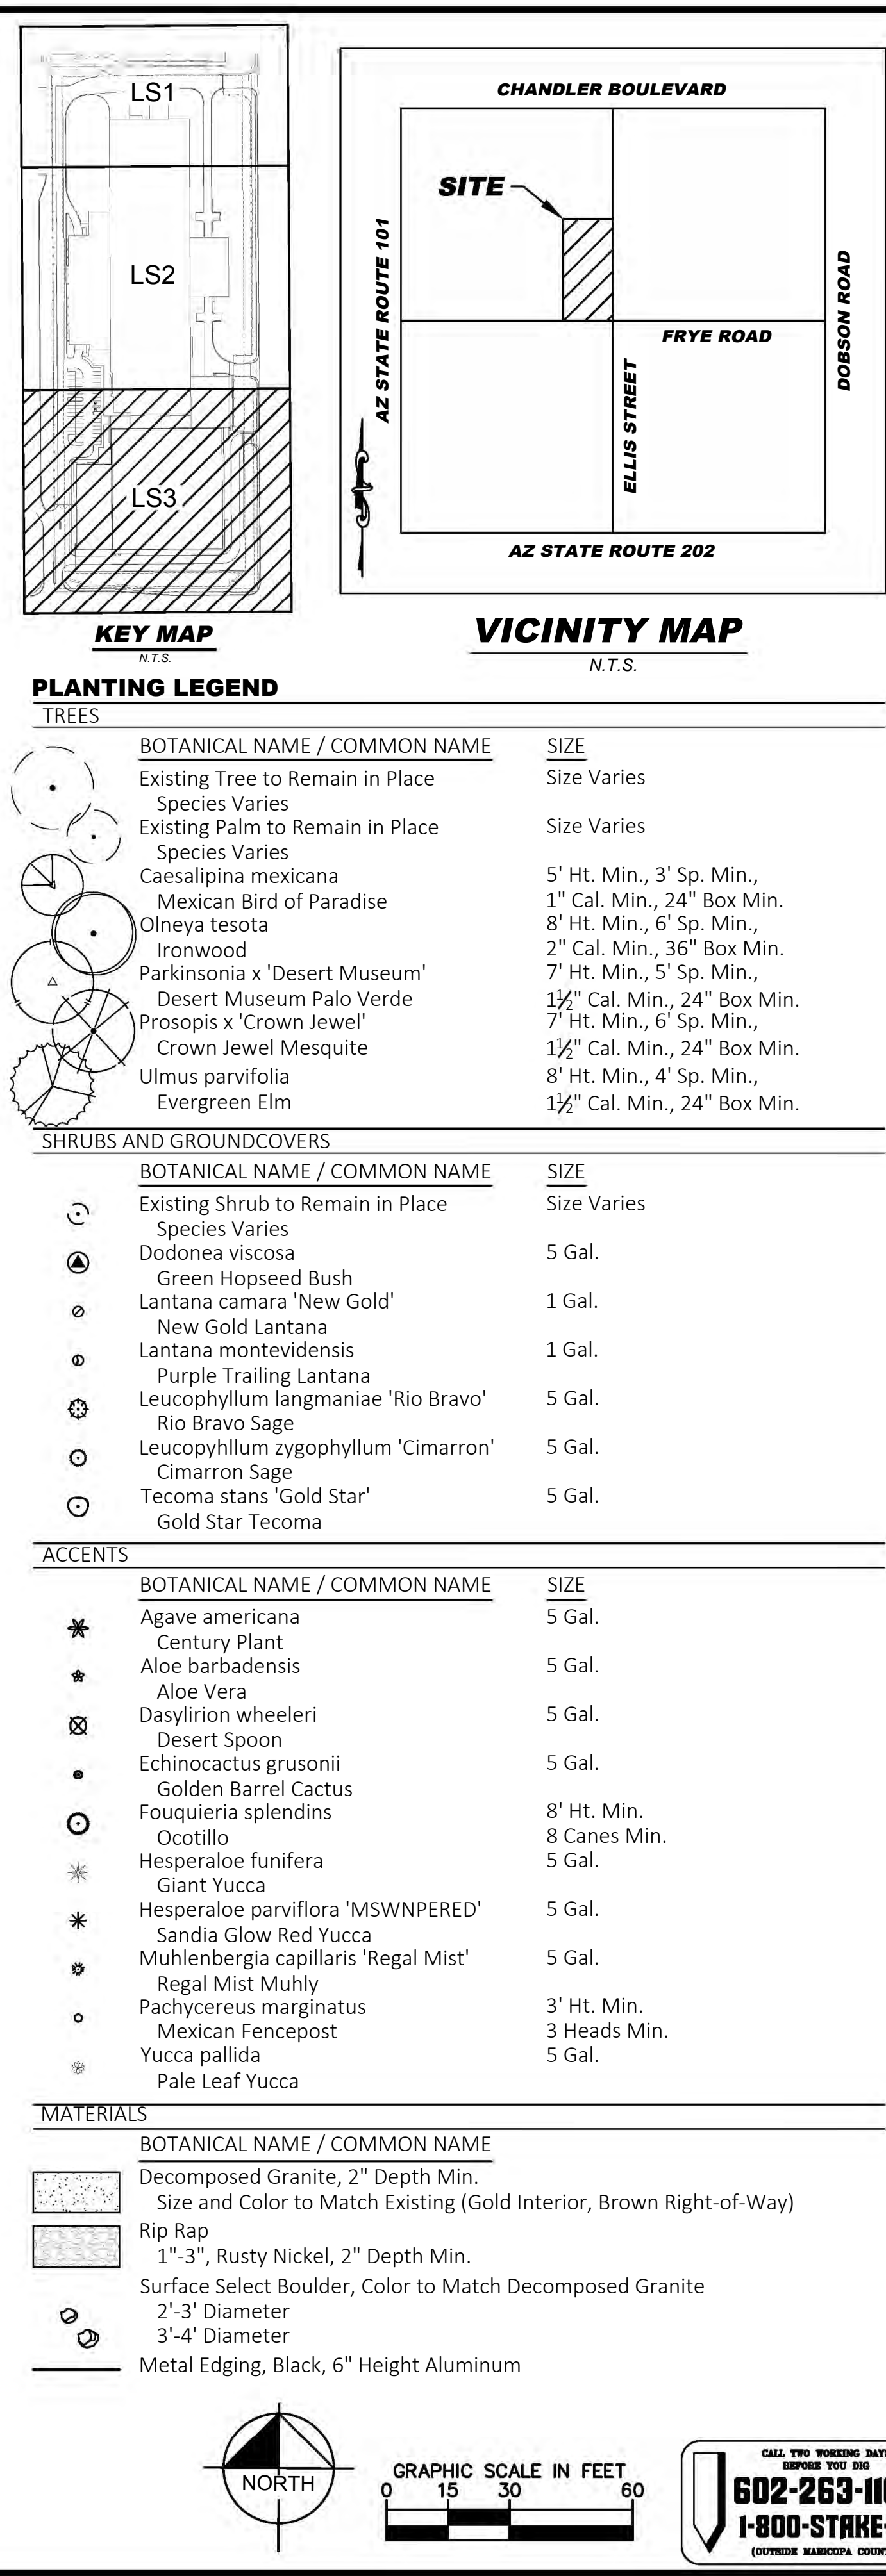 LS1
LS2
LS3
KEY MAP
N.T.S.
CHANDLER BOULEVARD
SITE
AZ STATE ROUTE 101
FRYE ROAD
DOBSON ROAD
ELLIS STREET
AZ STATE ROUTE 202
VICINITY MAP
N.T.S.
PLANTING LEGEND
TREES
BOTANICAL NAME / COMMON NAME SIZE
Existing Tree to Remain in Place Size Varies
Species Varies
Existing Palm to Remain in Place Size Varies
Species Varies
Caesalipina mexicana 5' Ht. Min., 3' Sp. Min.,
Mexican Bird of Paradise 1" Cal. Min., 24" Box Min.
Olneya tesota 8' Ht. Min., 6' Sp. Min.,
Ironwood 2" Cal. Min., 36" Box Min.
Parkinsonia x 'Desert Museum' 7' Ht. Min., 5' Sp. Min.,
Desert Museum Palo Verde 1½" Cal. Min., 24" Box Min.
Prosopis x 'Crown Jewel' 7' Ht. Min., 6' Sp. Min.,
Crown Jewel Mesquite 1½" Cal. Min., 24" Box Min.
Ulmus parvifolia 8' Ht. Min., 4' Sp. Min.,
Evergreen Elm 1½" Cal. Min., 24" Box Min.
SHRUBS AND GROUNDCOVERS
BOTANICAL NAME / COMMON NAME SIZE
Existing Shrub to Remain in Place Size Varies
Species Varies
Dodonea viscosa 5 Gal.
Green Hopseed Bush
Lantana camara 'New Gold' 1 Gal.
New Gold Lantana
Lantana montevidensis 1 Gal.
Purple Trailing Lantana
Leucophyllum langmaniae 'Rio Bravo' 5 Gal.
Rio Bravo Sage
Leucopyhllum zygophyllum 'Cimarron' 5 Gal.
Cimarron Sage
Tecoma stans 'Gold Star' 5 Gal.
Gold Star Tecoma
ACCENTS
BOTANICAL NAME / COMMON NAME SIZE
Agave americana 5 Gal.
Century Plant
Aloe barbadensis 5 Gal.
Aloe Vera
Dasylirion wheeleri 5 Gal.
Desert Spoon
Echinocactus grusonii 5 Gal.
Golden Barrel Cactus
Fouquieria splendins 8' Ht. Min.
Ocotillo 8 Canes Min.
Hesperaloe funifera 5 Gal.
Giant Yucca
Hesperaloe parviflora 'MSWNPERED' 5 Gal.
Sandia Glow Red Yucca
Muhlenbergia capillaris 'Regal Mist' 5 Gal.
Regal Mist Muhly
Pachycereus marginatus 3' Ht. Min.
Mexican Fencepost 3 Heads Min.
Yucca pallida 5 Gal.
Pale Leaf Yucca
MATERIALS
BOTANICAL NAME / COMMON NAME
Decomposed Granite, 2" Depth Min.
Size and Color to Match Existing (Gold Interior, Brown Right-of-Way)
Rip Rap
1"-3", Rusty Nickel, 2" Depth Min.
Surface Select Boulder, Color to Match Decomposed Granite
2'-3' Diameter
3'-4' Diameter
Metal Edging, Black, 6" Height Aluminum
NORTH
GRAPHIC SCALE IN FEET
0 15 30 60
CALL TWO WORKING DAY
BEFORE YOU DIG
602-263-11
1-800-STAKE-
(OUTSIDE MARICOPA COUN